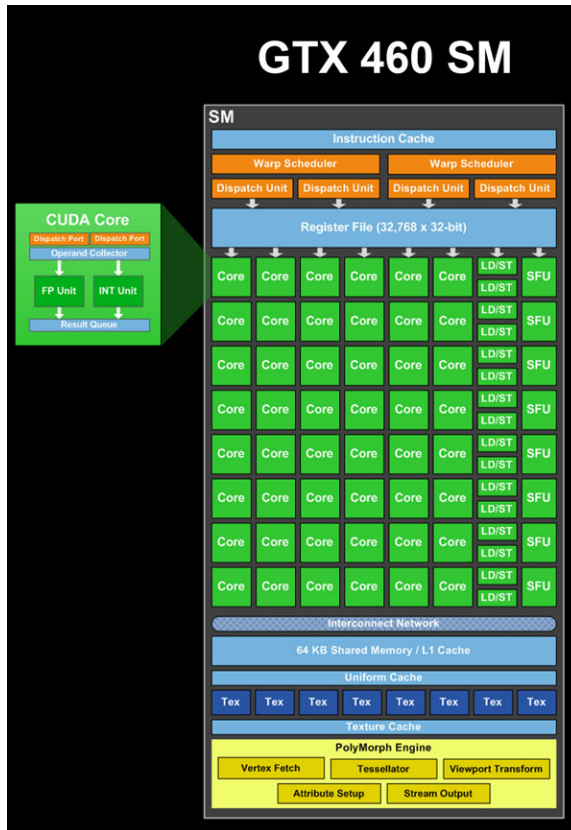 GTX 460 SM
SM
Instruction Cache
Warp Scheduler Warp Scheduler
Dispatch Unit Dispatch Unit Dispatch Unit Dispatch Unit
Register File (32,768 x 32-bit)
CUDA Core
Dispatch Port Dispatch Port
Operand Collector
FP Unit INT Unit
Result Queue
Core Core Core Core Core Core LD/ST SFU
LD/ST
Core Core Core Core Core Core LD/ST SFU
LD/ST
Core Core Core Core Core Core LD/ST SFU
LD/ST
Core Core Core Core Core Core LD/ST SFU
LD/ST
Core Core Core Core Core Core LD/ST SFU
LD/ST
Core Core Core Core Core Core LD/ST SFU
LD/ST
Core Core Core Core Core Core LD/ST SFU
LD/ST
Core Core Core Core Core Core LD/ST SFU
LD/ST
Interconnect Network
64 KB Shared Memory / L1 Cache
Uniform Cache
Tex Tex Tex Tex Tex Tex Tex Tex
Texture Cache
PolyMorph Engine
Vertex Fetch Tessellator Viewport Transform
Attribute Setup Stream Output